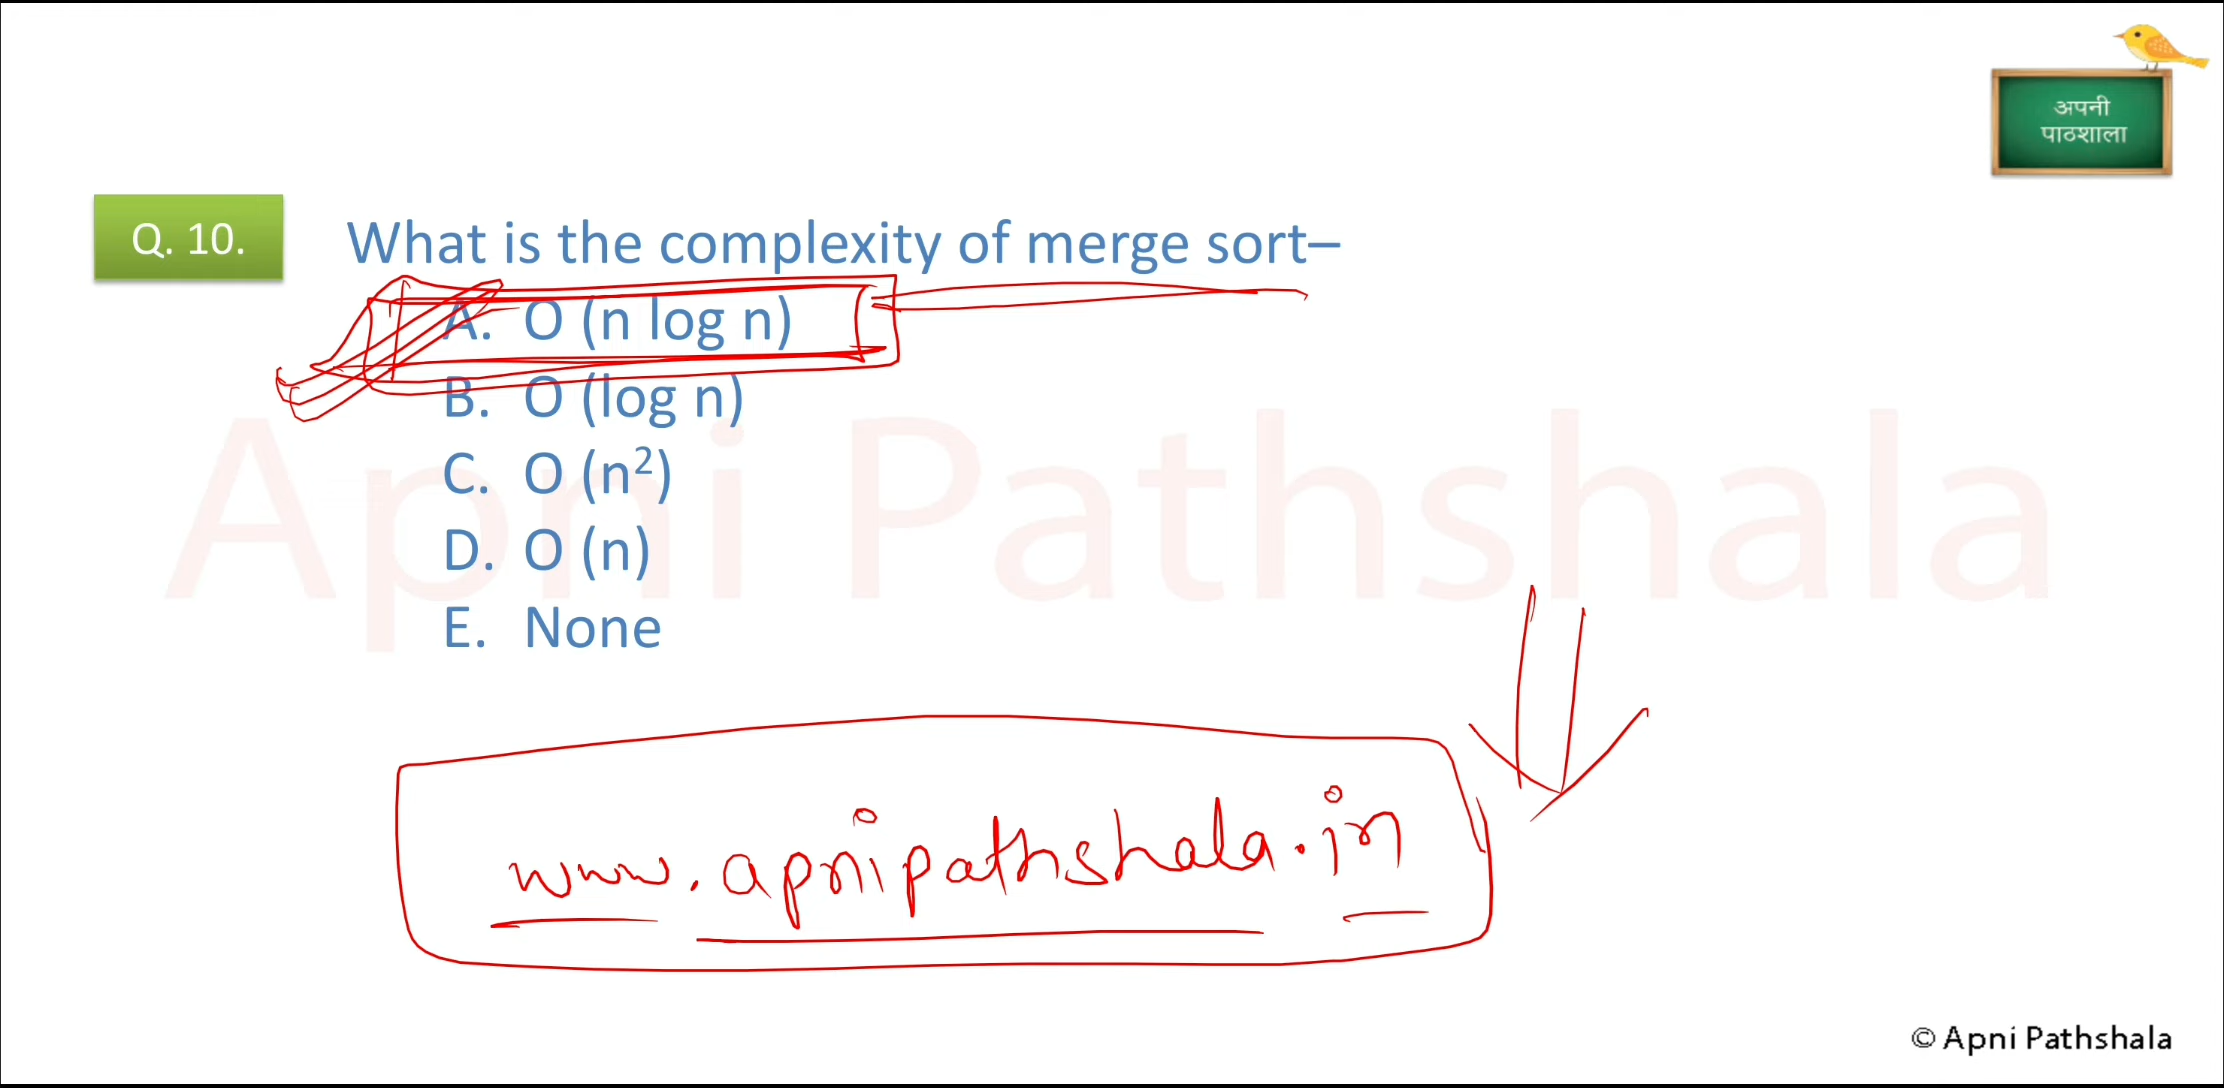 अपनी
पाठशाला
Q. 10.
What is the complexity of merge sort–
A. O (n log n)
B. O (log n)
C. O (n²)
D. O (n)
E. None
Apni Pathshala
www.apnipathshala.in
© Apni Pathshala